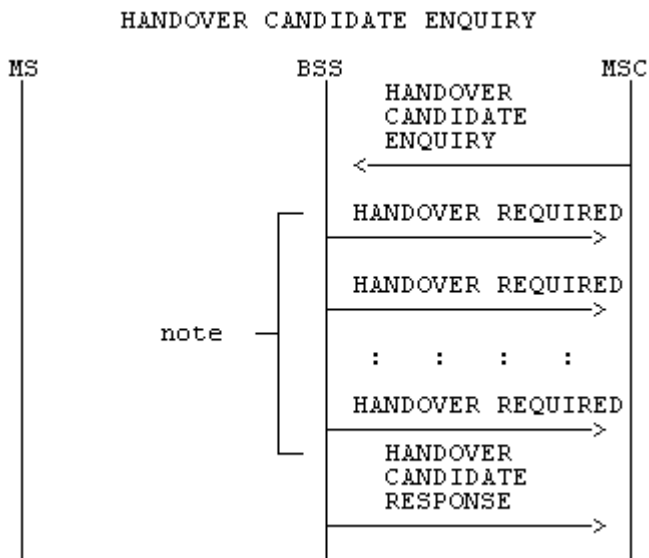 HANDOVER CANDIDATE ENQUIRY
MS BSS MSC
HANDOVER
CANDIDATE
ENQUIRY
HANDOVER REQUIRED
HANDOVER REQUIRED
note
: : : :
HANDOVER REQUIRED
HANDOVER
CANDIDATE
RESPONSE